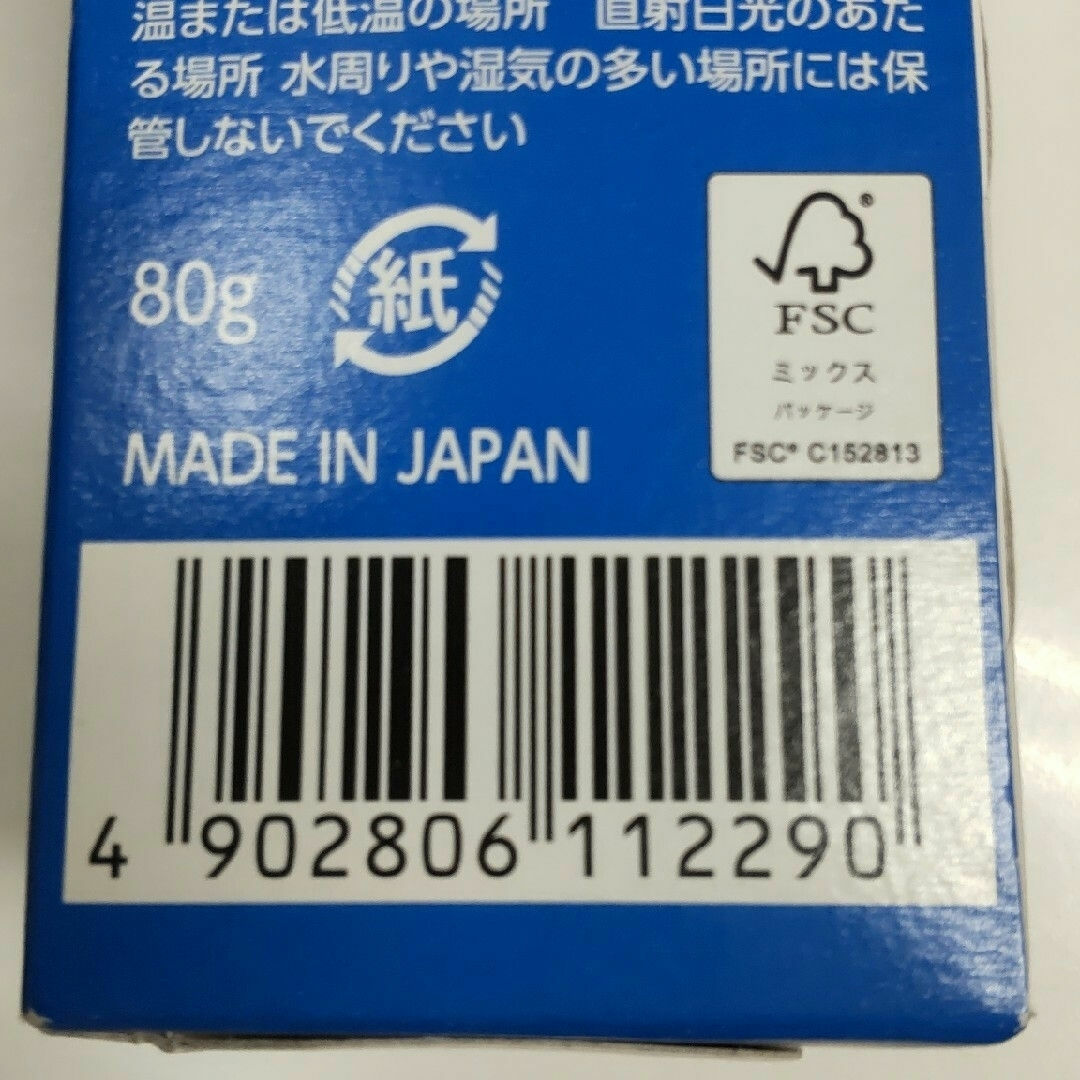 温または低温の場所　直射日光のあた
る場所 水周りや湿気の多い場所には保
管しないでください
80g
紙
FSC®
ミックス
パッケージ
FSC® C152813
MADE IN JAPAN
4 902806 112290